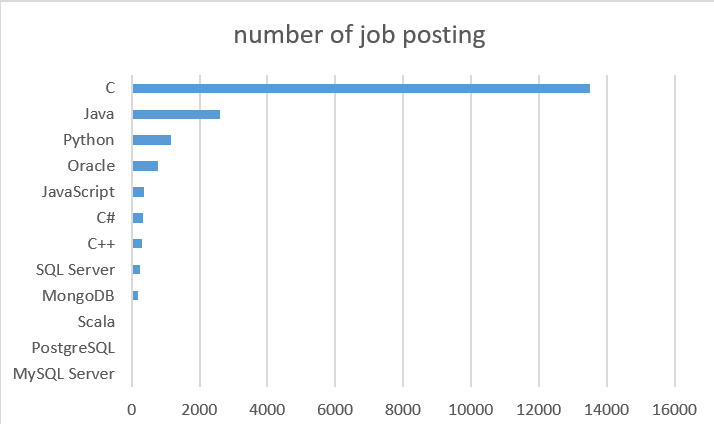 number of job posting
C
Java
Python
Oracle
JavaScript
C#
C++
SQL Server
MongoDB
Scala
PostgreSQL
MySQL Server
0 2000 4000 6000 8000 10000 12000 14000 16000